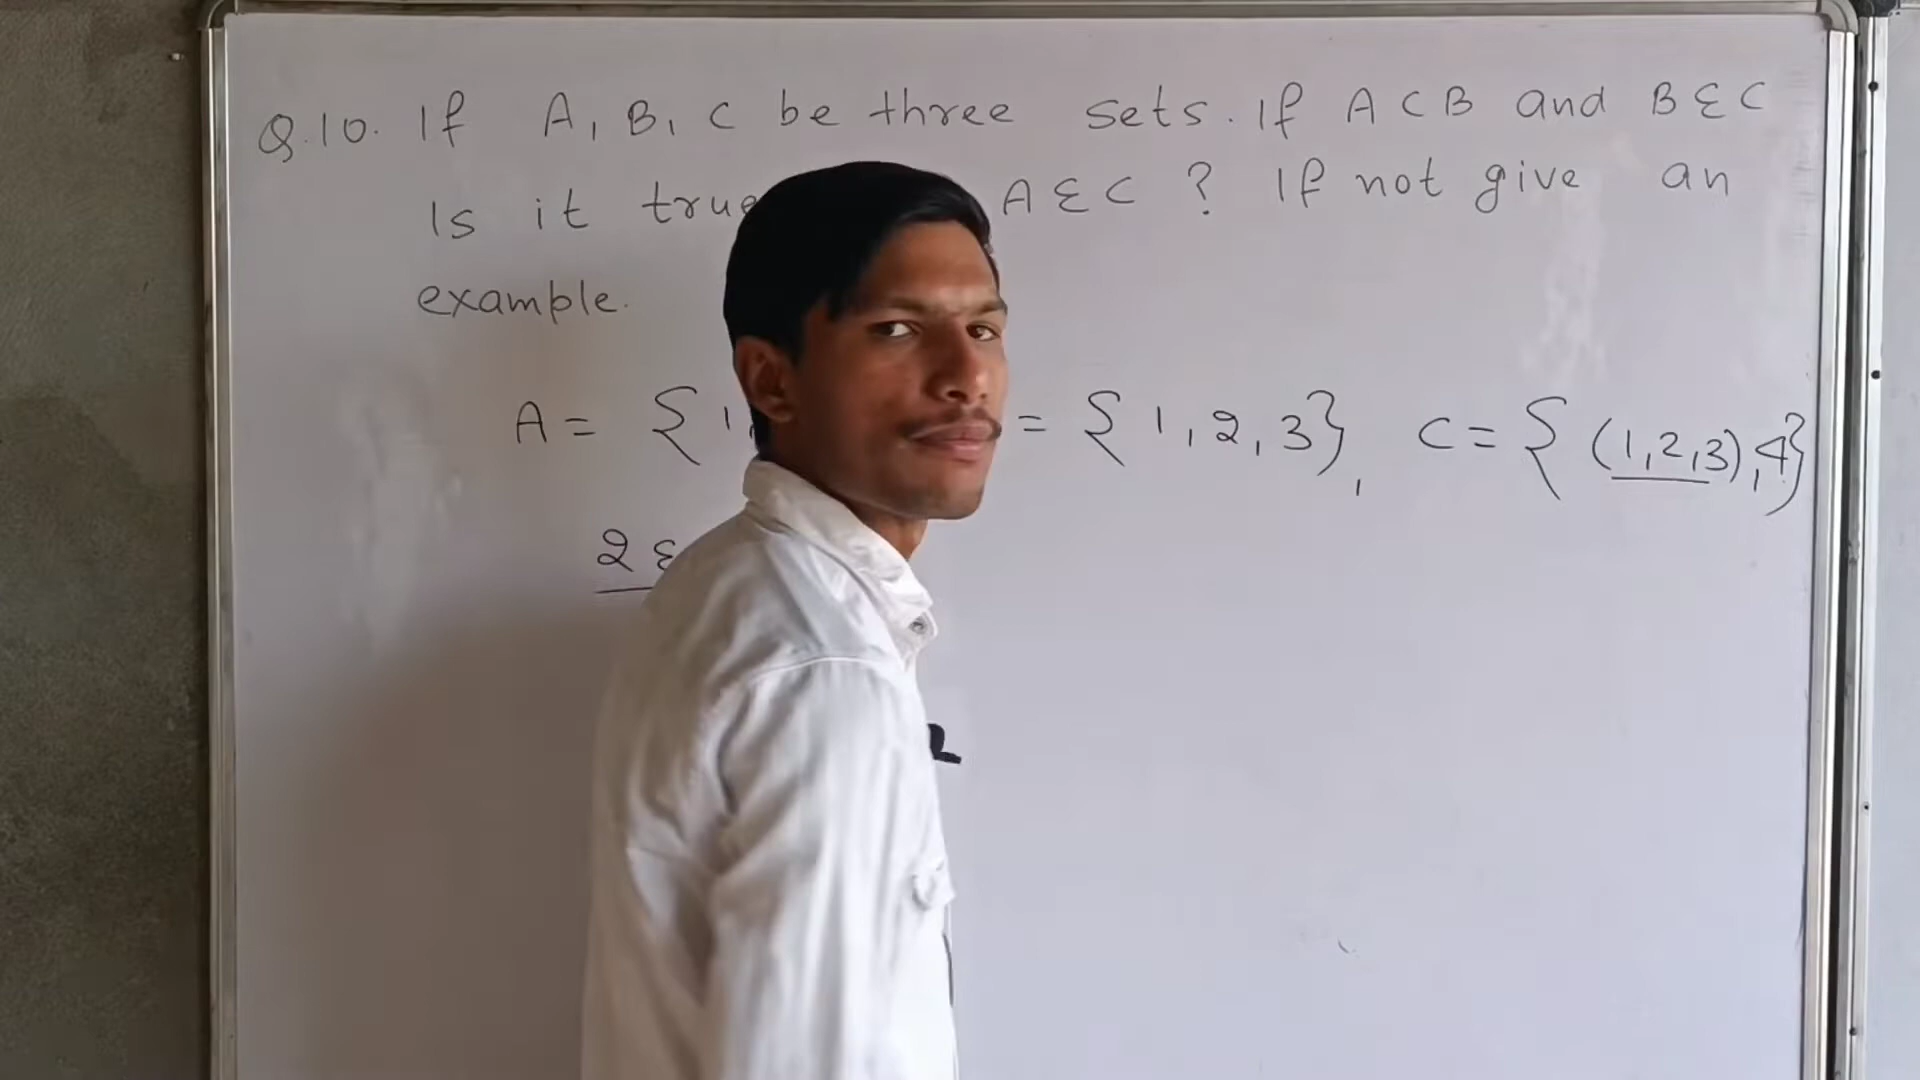 Q.10. If A, B, C be three sets. If A ⊂ B and B ∈ C
Is it true A ∈ C ? If not give an
example.
A = { 1, = { 1, 2, 3}, C = { (1,2,3), 4}
2 ∈